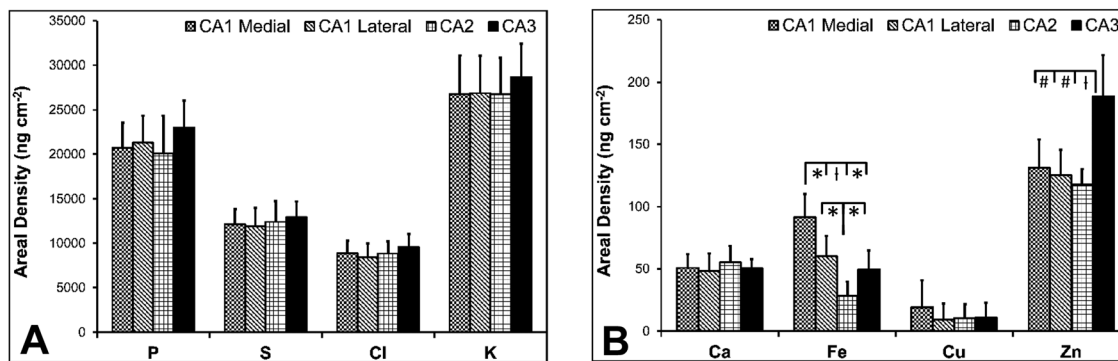 CA1 Medial CA1 Lateral CA2 CA3
Areal Density (ng cm-2)
35000
30000
25000
20000
15000
10000
5000
0
P S Cl K
A
CA1 Medial CA1 Lateral CA2 CA3
Areal Density (ng cm-2)
250
200
150
100
50
0
* ƚ *
* *
# # ƚ
Ca Fe Cu Zn
B